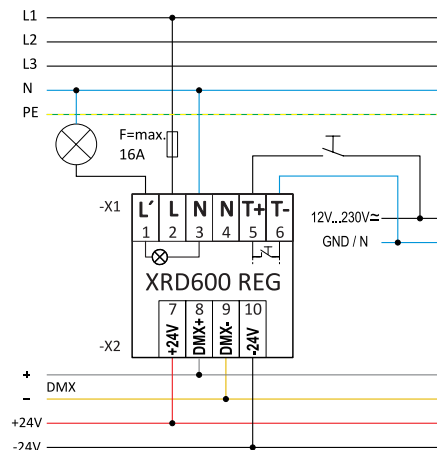 L1
L2
L3
N
PE
F=max.
16A
-X1
L´ L N N T+ T-
1 2 3 4 5 6
12V...230V≂
GND / N
XRD600 REG
7 8 9 10
+24V DMX+ DMX- -24V
-X2
+
DMX
−
+24V
-24V